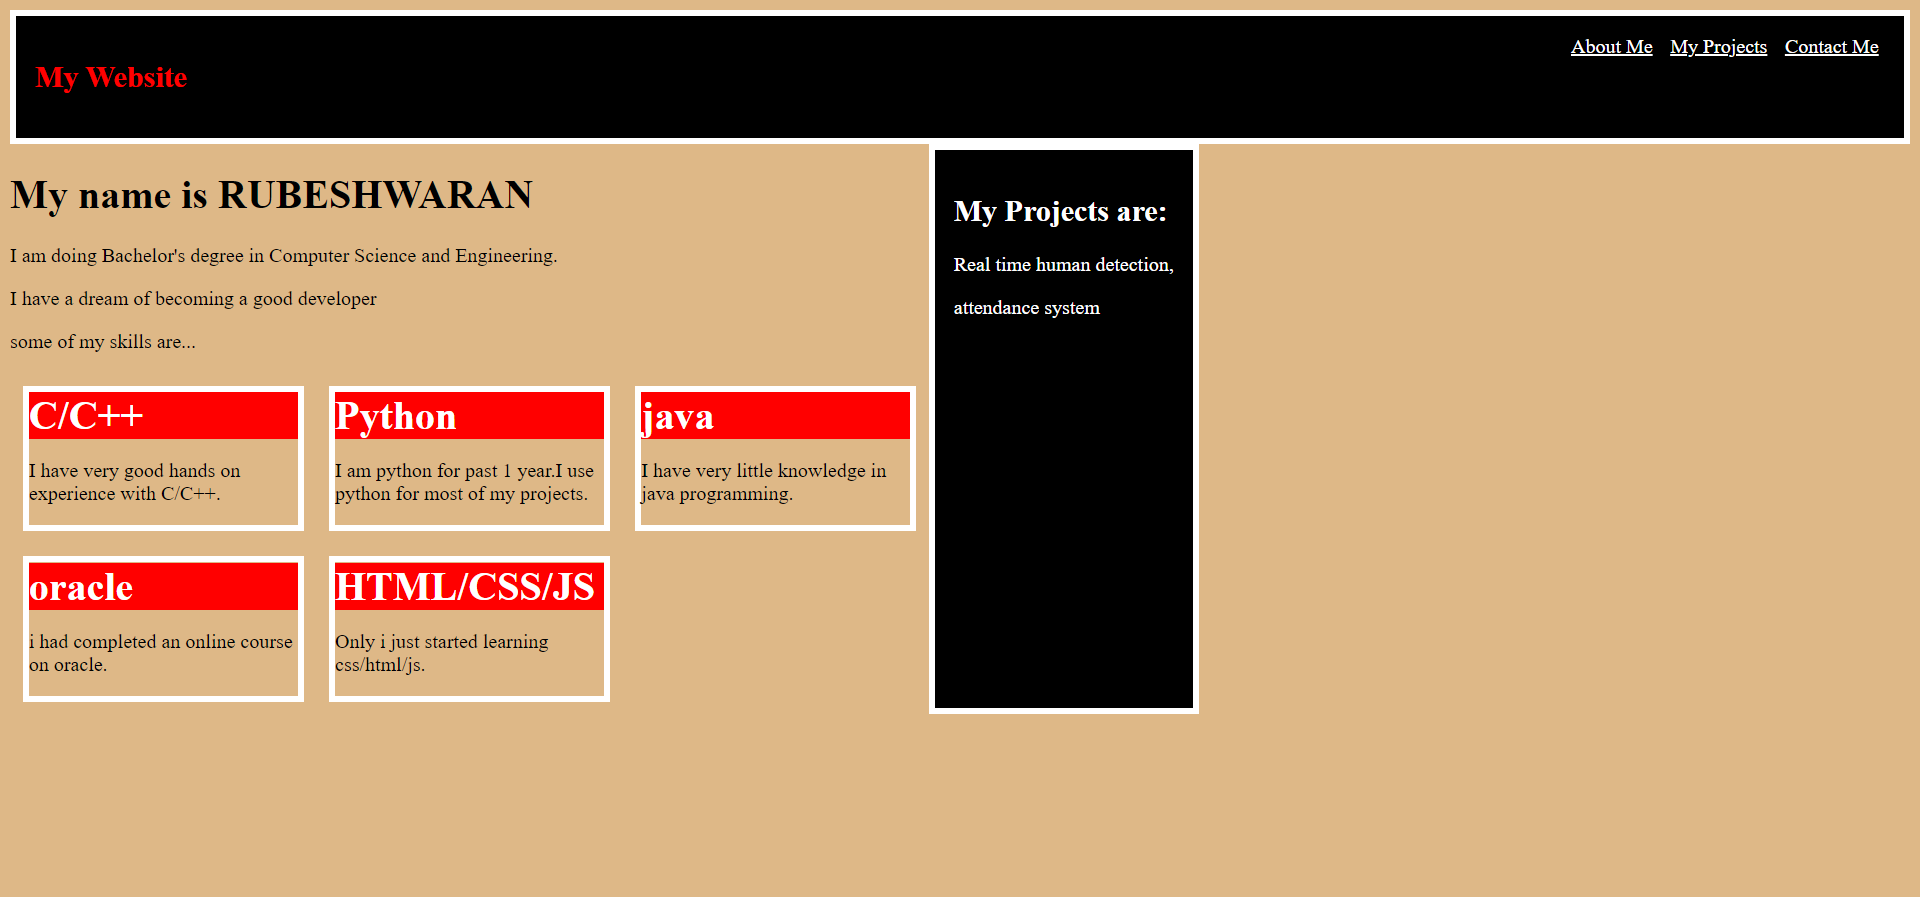 My Website
About Me My Projects Contact Me
My name is RUBESHWARAN
I am doing Bachelor's degree in Computer Science and Engineering.
I have a dream of becoming a good developer
some of my skills are...
C/C++
I have very good hands on
experience with C/C++.
Python
I am python for past 1 year.I use
python for most of my projects.
java
I have very little knowledge in
java programming.
oracle
i had completed an online course
on oracle.
HTML/CSS/JS
Only i just started learning
css/html/js.
My Projects are:
Real time human detection,
attendance system